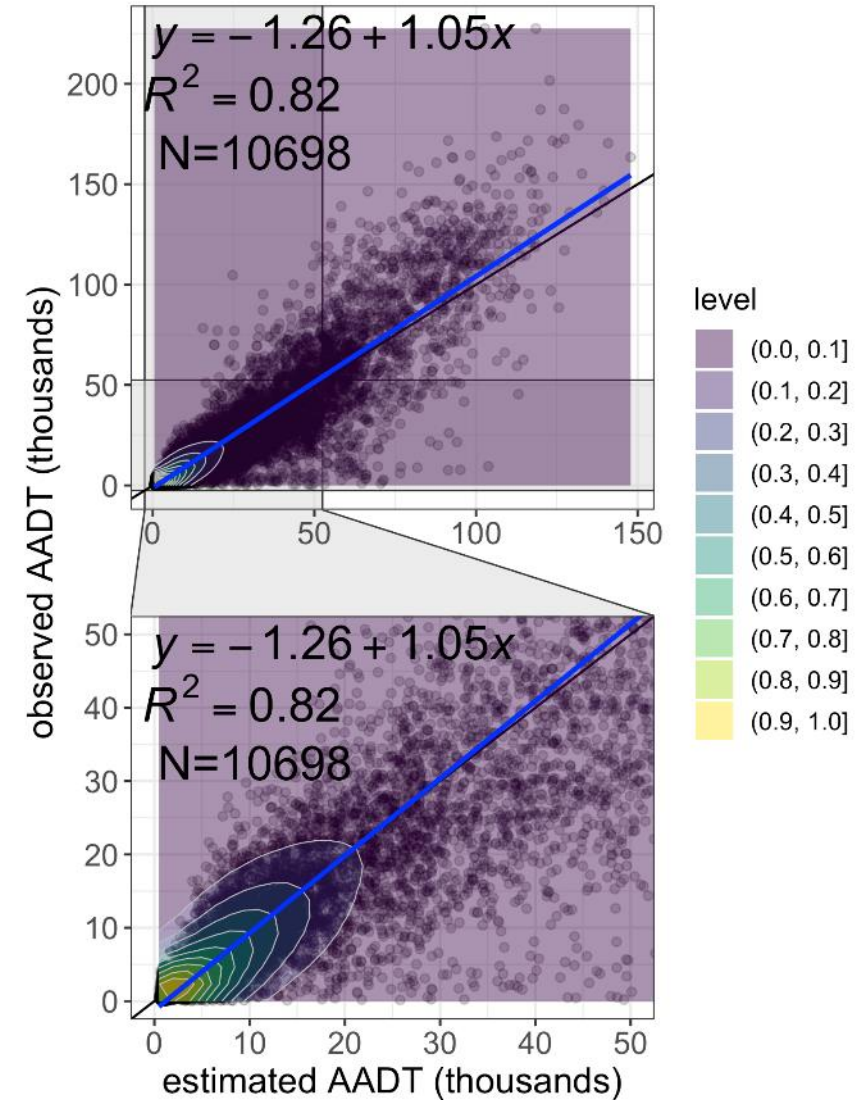 y = − 1.26 + 1.05x
R² = 0.82
N=10698
200
150
100
50
0
0 50 100 150
observed AADT (thousands)
y = − 1.26 + 1.05x
R² = 0.82
N=10698
50
40
30
20
10
0
0 10 20 30 40 50
estimated AADT (thousands)
level
(0.0, 0.1]
(0.1, 0.2]
(0.2, 0.3]
(0.3, 0.4]
(0.4, 0.5]
(0.5, 0.6]
(0.6, 0.7]
(0.7, 0.8]
(0.8, 0.9]
(0.9, 1.0]